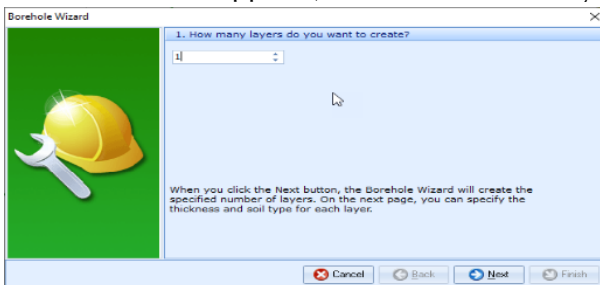 Borehole Wizard
1. How many layers do you want to create?
1
When you click the Next button, the Borehole Wizard will create the
specified number of layers. On the next page, you can specify the
thickness and soil type for each layer.
Cancel Back Next Finish